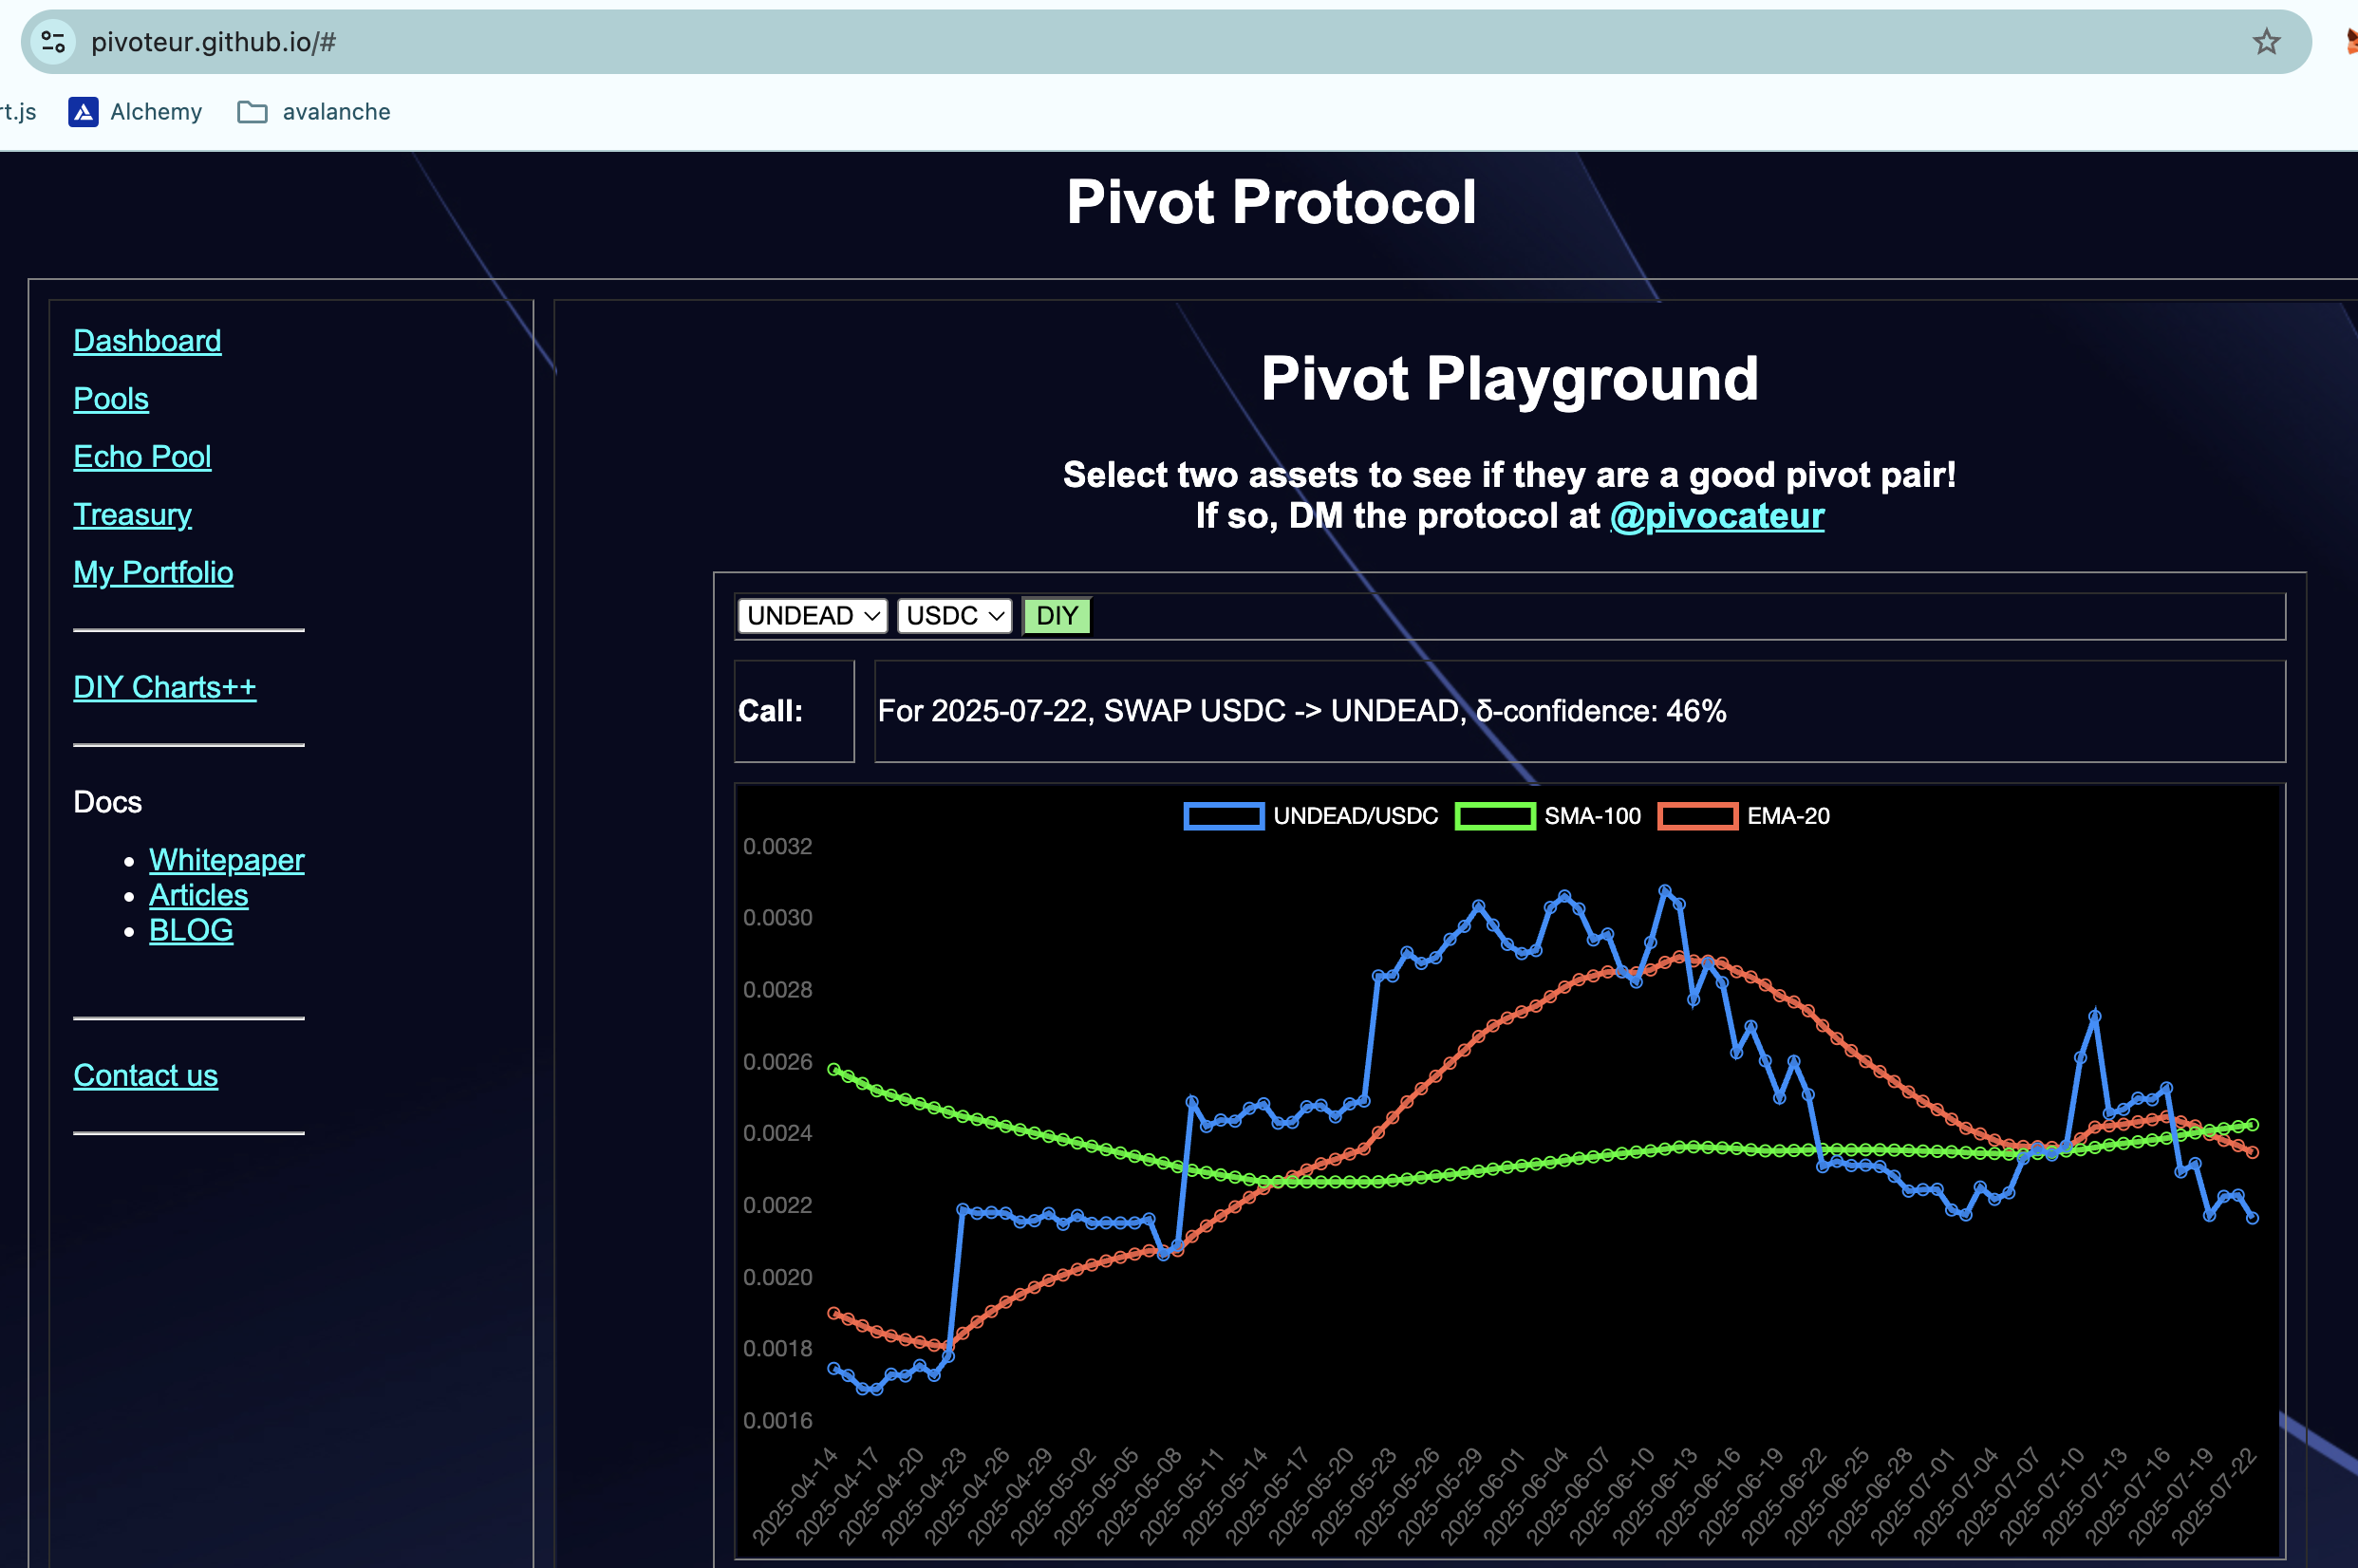 pivoteur.github.io/#
rt.js
Alchemy
avalanche
Pivot Protocol
Dashboard
Pools
Echo Pool
Treasury
My Portfolio
DIY Charts++
Docs
Whitepaper
Articles
BLOG
Contact us
Pivot Playground
Select two assets to see if they are a good pivot pair!
If so, DM the protocol at @pivocateur
UNDEAD USDC DIY
Call: For 2025-07-22, SWAP USDC -> UNDEAD, δ-confidence: 46%
UNDEAD/USDC SMA-100 EMA-20
0.0032
0.0030
0.0028
0.0026
0.0024
0.0022
0.0020
0.0018
0.0016
2025-04-14
2025-04-17
2025-04-20
2025-04-23
2025-04-26
2025-04-29
2025-05-02
2025-05-05
2025-05-08
2025-05-11
2025-05-14
2025-05-17
2025-05-20
2025-05-23
2025-05-26
2025-05-29
2025-06-01
2025-06-04
2025-06-07
2025-06-10
2025-06-13
2025-06-16
2025-06-19
2025-06-22
2025-06-25
2025-06-28
2025-07-01
2025-07-04
2025-07-07
2025-07-10
2025-07-13
2025-07-16
2025-07-19
2025-07-22